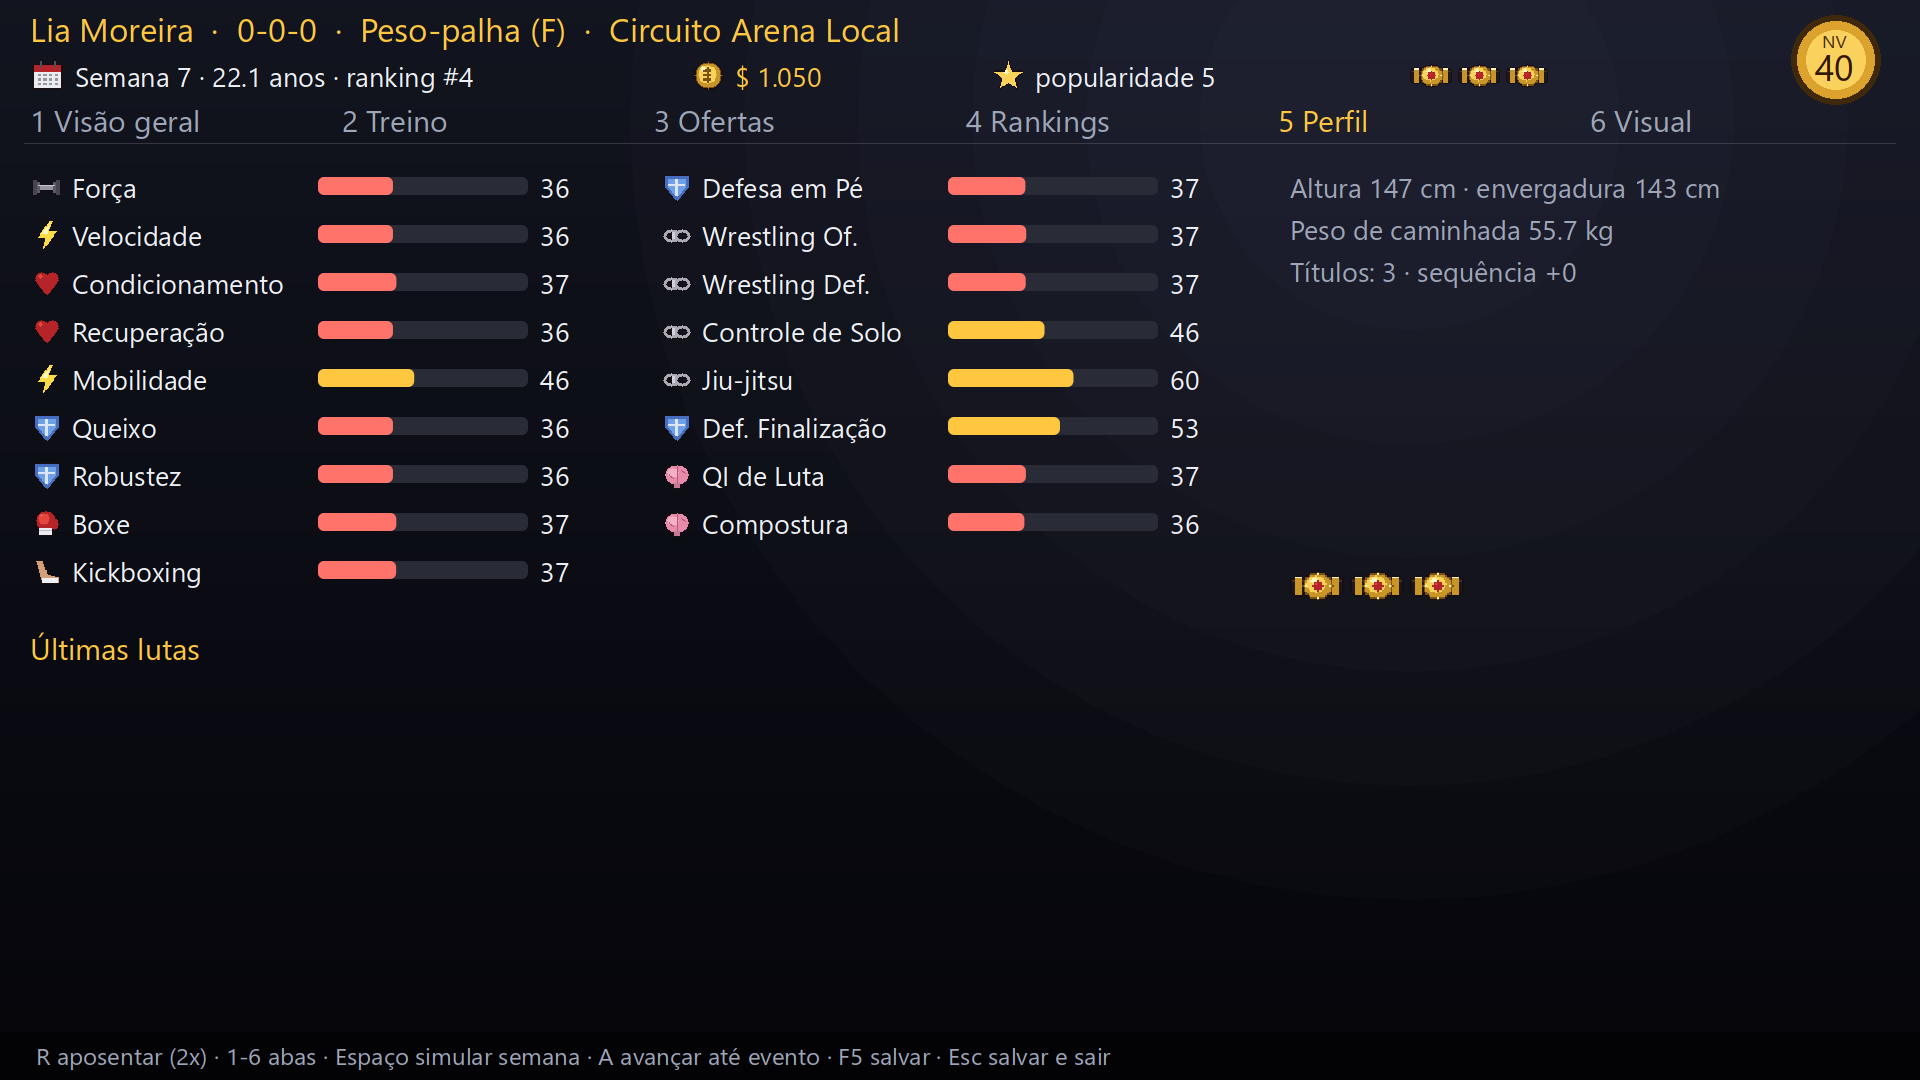 Lia Moreira · 0-0-0 · Peso-palha (F) · Circuito Arena Local
Semana 7 · 22.1 anos · ranking #4
$ 1.050
popularidade 5
NV
40
1 Visão geral
2 Treino
3 Ofertas
4 Rankings
5 Perfil
6 Visual
Força 36
Velocidade 36
Condicionamento 37
Recuperação 36
Mobilidade 46
Queixo 36
Robustez 36
Boxe 37
Kickboxing 37
Defesa em Pé 37
Wrestling Of. 37
Wrestling Def. 37
Controle de Solo 46
Jiu-jitsu 60
Def. Finalização 53
QI de Luta 37
Compostura 36
Altura 147 cm · envergadura 143 cm
Peso de caminhada 55.7 kg
Títulos: 3 · sequência +0
Últimas lutas
R aposentar (2x) · 1-6 abas · Espaço simular semana · A avançar até evento · F5 salvar · Esc salvar e sair